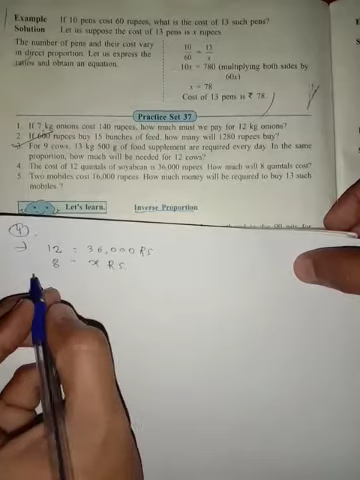 Example If 10 pens cost 60 rupees, what is the cost of 13 such pens?
Solution Let us suppose the cost of 13 pens is x rupees.
The number of pens and their cost vary
in direct proportion. Let us express the
ratios and obtain an equation.
10/60 = 13/x
10x = 780 (multiplying both sides by
60x)
x = 78
Cost of 13 pens is ₹ 78.
Practice Set 37
1. If 7 kg onions cost 140 rupees, how much must we pay for 12 kg onions?
2. If 600 rupees buy 15 bunches of feed, how many will 1280 rupees buy?
3. For 9 cows, 13 kg 500 g of food supplement are required every day. In the same
proportion, how much will be needed for 12 cows?
4. The cost of 12 quintals of soyabean is 36,000 rupees. How much will 8 quintals cost?
5. Two mobiles cost 16,000 rupees. How much money will be required to buy 13 such
mobiles ?
Let's learn. Inverse Proportion
(4).
→ 12 = 36,000 RS
8 = x RS.